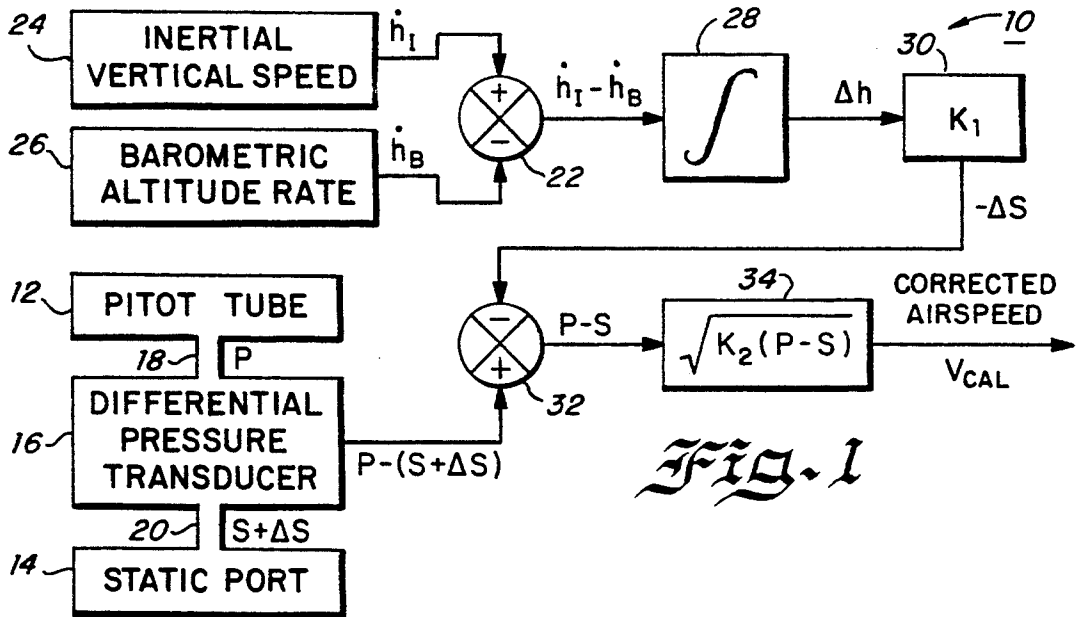 24
INERTIAL
VERTICAL SPEED
ḣI
+
−
22
ḣI - ḣB
28
∫
Δh
30
K1
10
26
BAROMETRIC
ALTITUDE RATE
ḣB
-ΔS
12
PITOT TUBE
18
P
−
+
32
P-S
34
√K2(P-S)
CORRECTED
AIRSPEED
VCAL
16
DIFFERENTIAL
PRESSURE
TRANSDUCER
P-(S+ΔS)
20
S+ΔS
14
STATIC PORT
Fig. 1